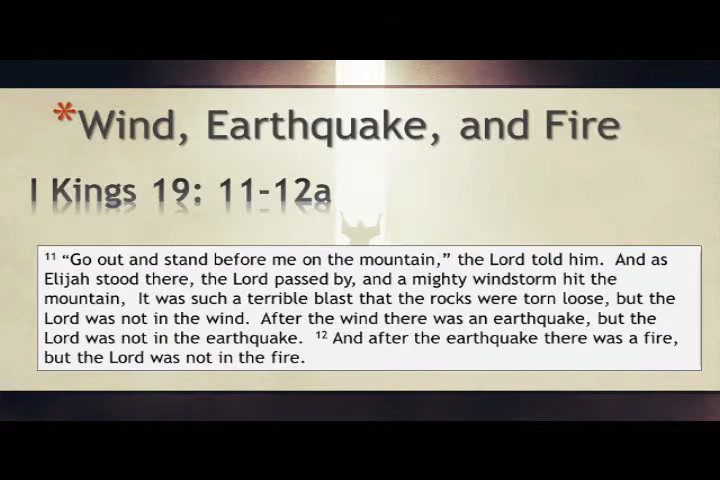 *Wind, Earthquake, and Fire
I Kings 19: 11-12a
11 “Go out and stand before me on the mountain,” the Lord told him. And as
Elijah stood there, the Lord passed by, and a mighty windstorm hit the
mountain, It was such a terrible blast that the rocks were torn loose, but the
Lord was not in the wind. After the wind there was an earthquake, but the
Lord was not in the earthquake. 12 And after the earthquake there was a fire,
but the Lord was not in the fire.